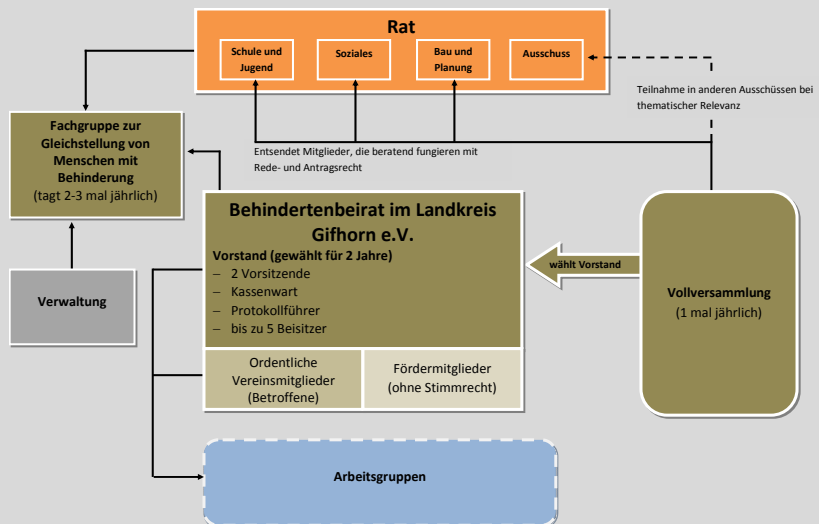 Rat
Schule und
Jugend
Soziales
Bau und
Planung
Ausschuss
Teilnahme in anderen Ausschüssen bei
thematischer Relevanz
Fachgruppe zur
Gleichstellung von
Menschen mit
Behinderung
(tagt 2-3 mal jährlich)
Entsendet Mitglieder, die beratend fungieren mit
Rede- und Antragsrecht
Verwaltung
Behindertenbeirat im Landkreis
Gifhorn e.V.
Vorstand (gewählt für 2 Jahre)
– 2 Vorsitzende
– Kassenwart
– Protokollführer
– bis zu 5 Beisitzer
wählt Vorstand
Vollversammlung
(1 mal jährlich)
Ordentliche
Vereinsmitglieder
(Betroffene)
Fördermitglieder
(ohne Stimmrecht)
Arbeitsgruppen